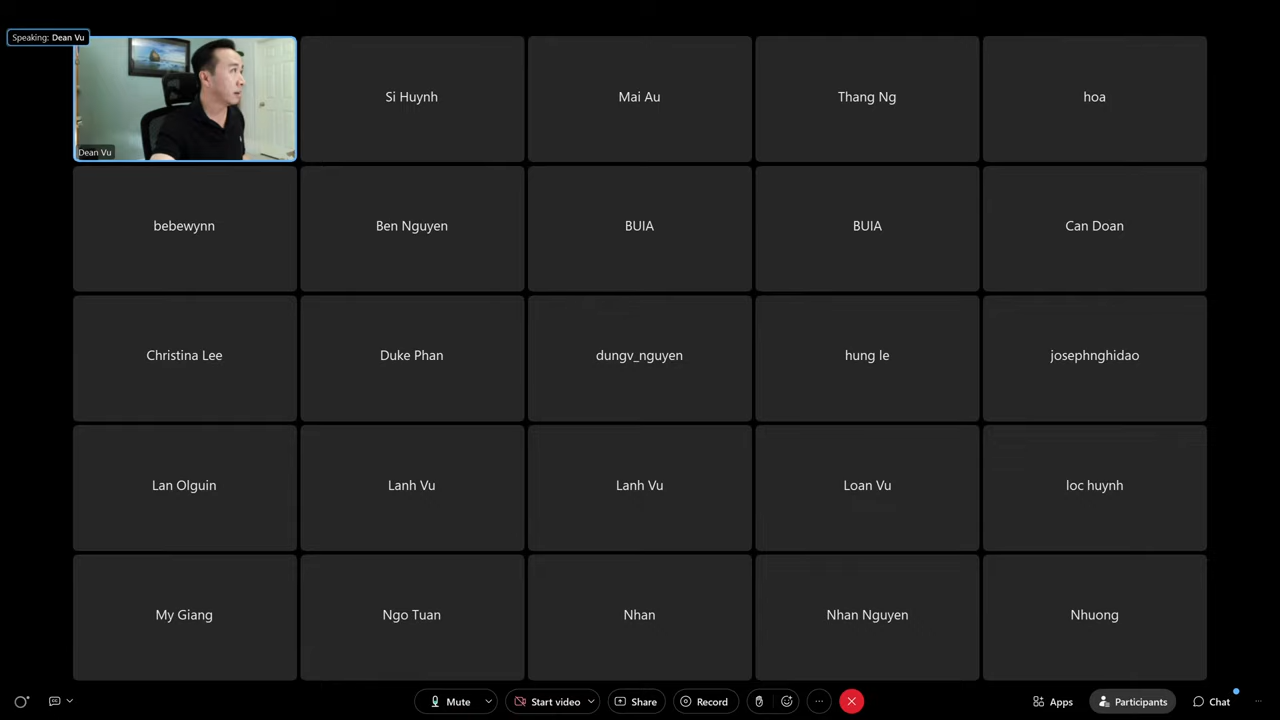 Speaking: Dean Vu
Dean Vu
Si Huynh
Mai Au
Thang Ng
hoa
bebewynn
Ben Nguyen
BUIA
BUIA
Can Doan
Christina Lee
Duke Phan
dungv_nguyen
hung le
josephnghidao
Lan Olguin
Lanh Vu
Lanh Vu
Loan Vu
loc huynh
My Giang
Ngo Tuan
Nhan
Nhan Nguyen
Nhuong
Mute
Start video
Share
Record
Apps
Participants
Chat